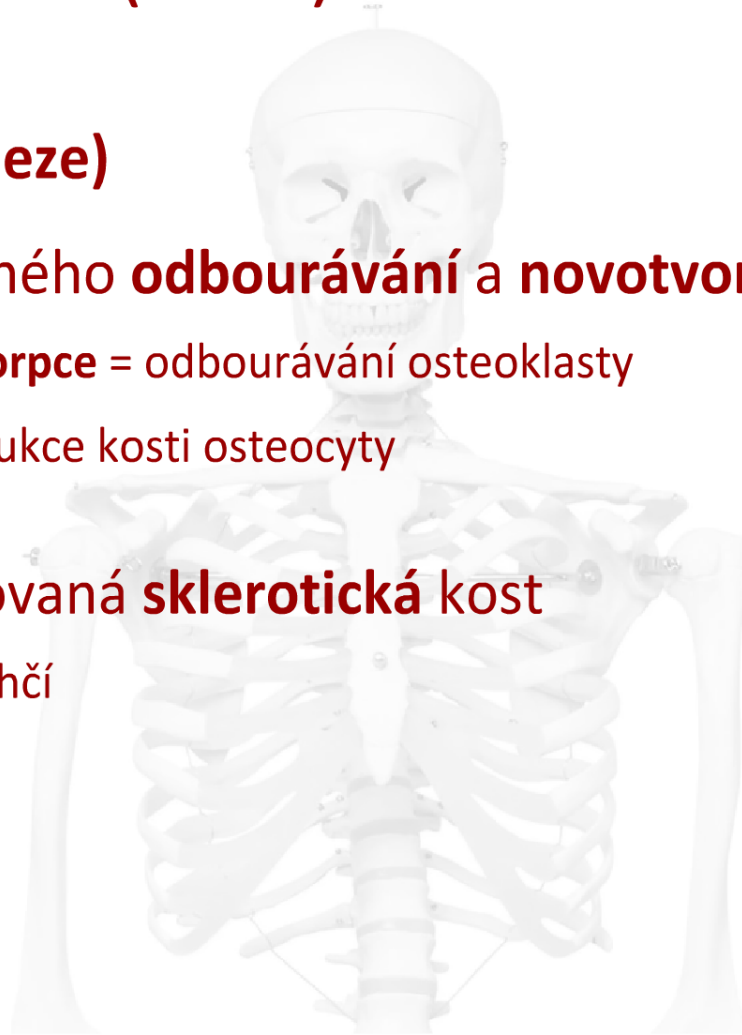 eze)
ného odbourávání a novotvor
orpce = odbourávání osteoklasty
ukce kosti osteocyty
ovaná sklerotická kost
hčí